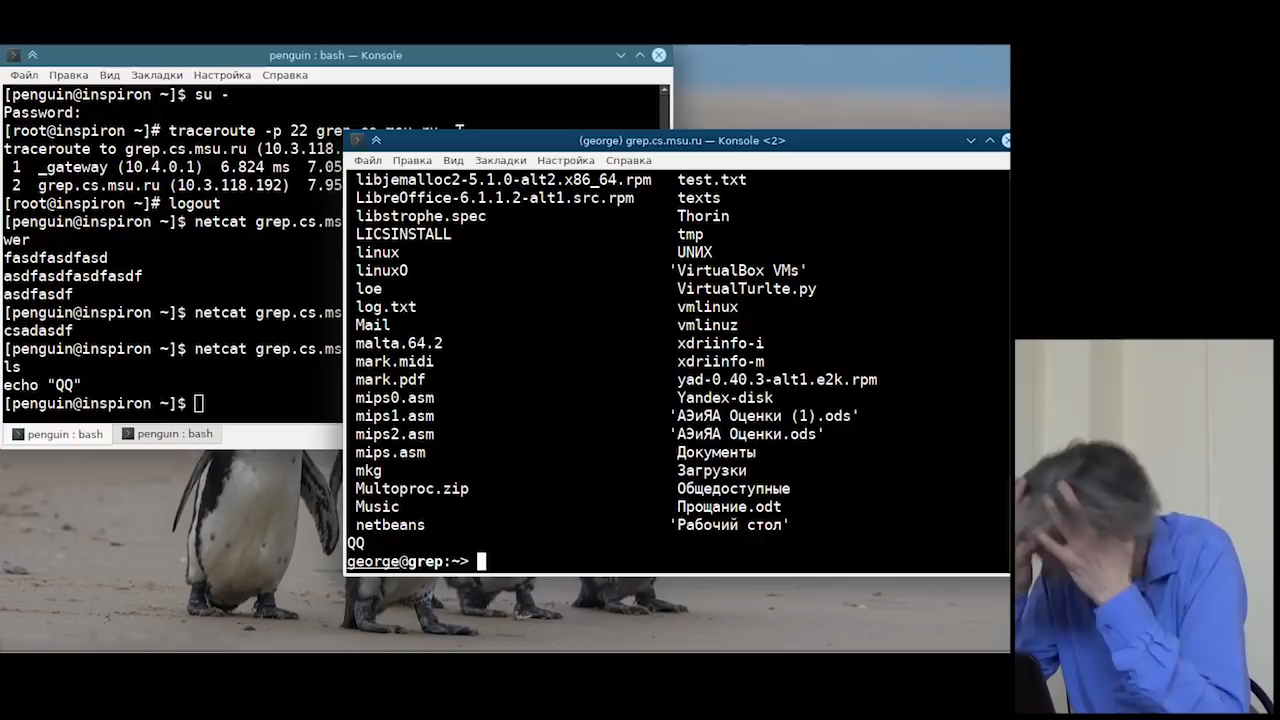 penguin : bash — Konsole
Файл Правка Вид Закладки Настройка Справка
[penguin@inspiron ~]$ su -
Password:
[root@inspiron ~]# traceroute -p 22 grep.cs.msu.ru -T
traceroute to grep.cs.msu.ru (10.3.118.
1 _gateway (10.4.0.1) 6.824 ms 7.05
2 grep.cs.msu.ru (10.3.118.192) 7.95
[root@inspiron ~]# logout
[penguin@inspiron ~]$ netcat grep.cs.ms
wer
fasdfasdfasd
asdfasdfasdfasdf
asdfasdf
[penguin@inspiron ~]$ netcat grep.cs.ms
csadasdf
[penguin@inspiron ~]$ netcat grep.cs.ms
ls
echo "QQ"
[penguin@inspiron ~]$
penguin : bash penguin : bash
(george) grep.cs.msu.ru — Konsole <2>
Файл Правка Вид Закладки Настройка Справка
libjemalloc2-5.1.0-alt2.x86_64.rpm test.txt
LibreOffice-6.1.1.2-alt1.src.rpm texts
libstrophe.spec Thorin
LICSINSTALL tmp
linux UNИX
linuxO 'VirtualBox VMs'
loe VirtualTurlte.py
log.txt vmlinux
Mail vmlinuz
malta.64.2 xdriinfo-i
mark.midi xdriinfo-m
mark.pdf yad-0.40.3-alt1.e2k.rpm
mips0.asm Yandex-disk
mips1.asm 'АЭиЯА Оценки (1).ods'
mips2.asm 'АЭиЯА Оценки.ods'
mips.asm Документы
mkg Загрузки
Multoproc.zip Общедоступные
Music Прощание.odt
netbeans 'Рабочий стол'
QQ
george@grep:~>